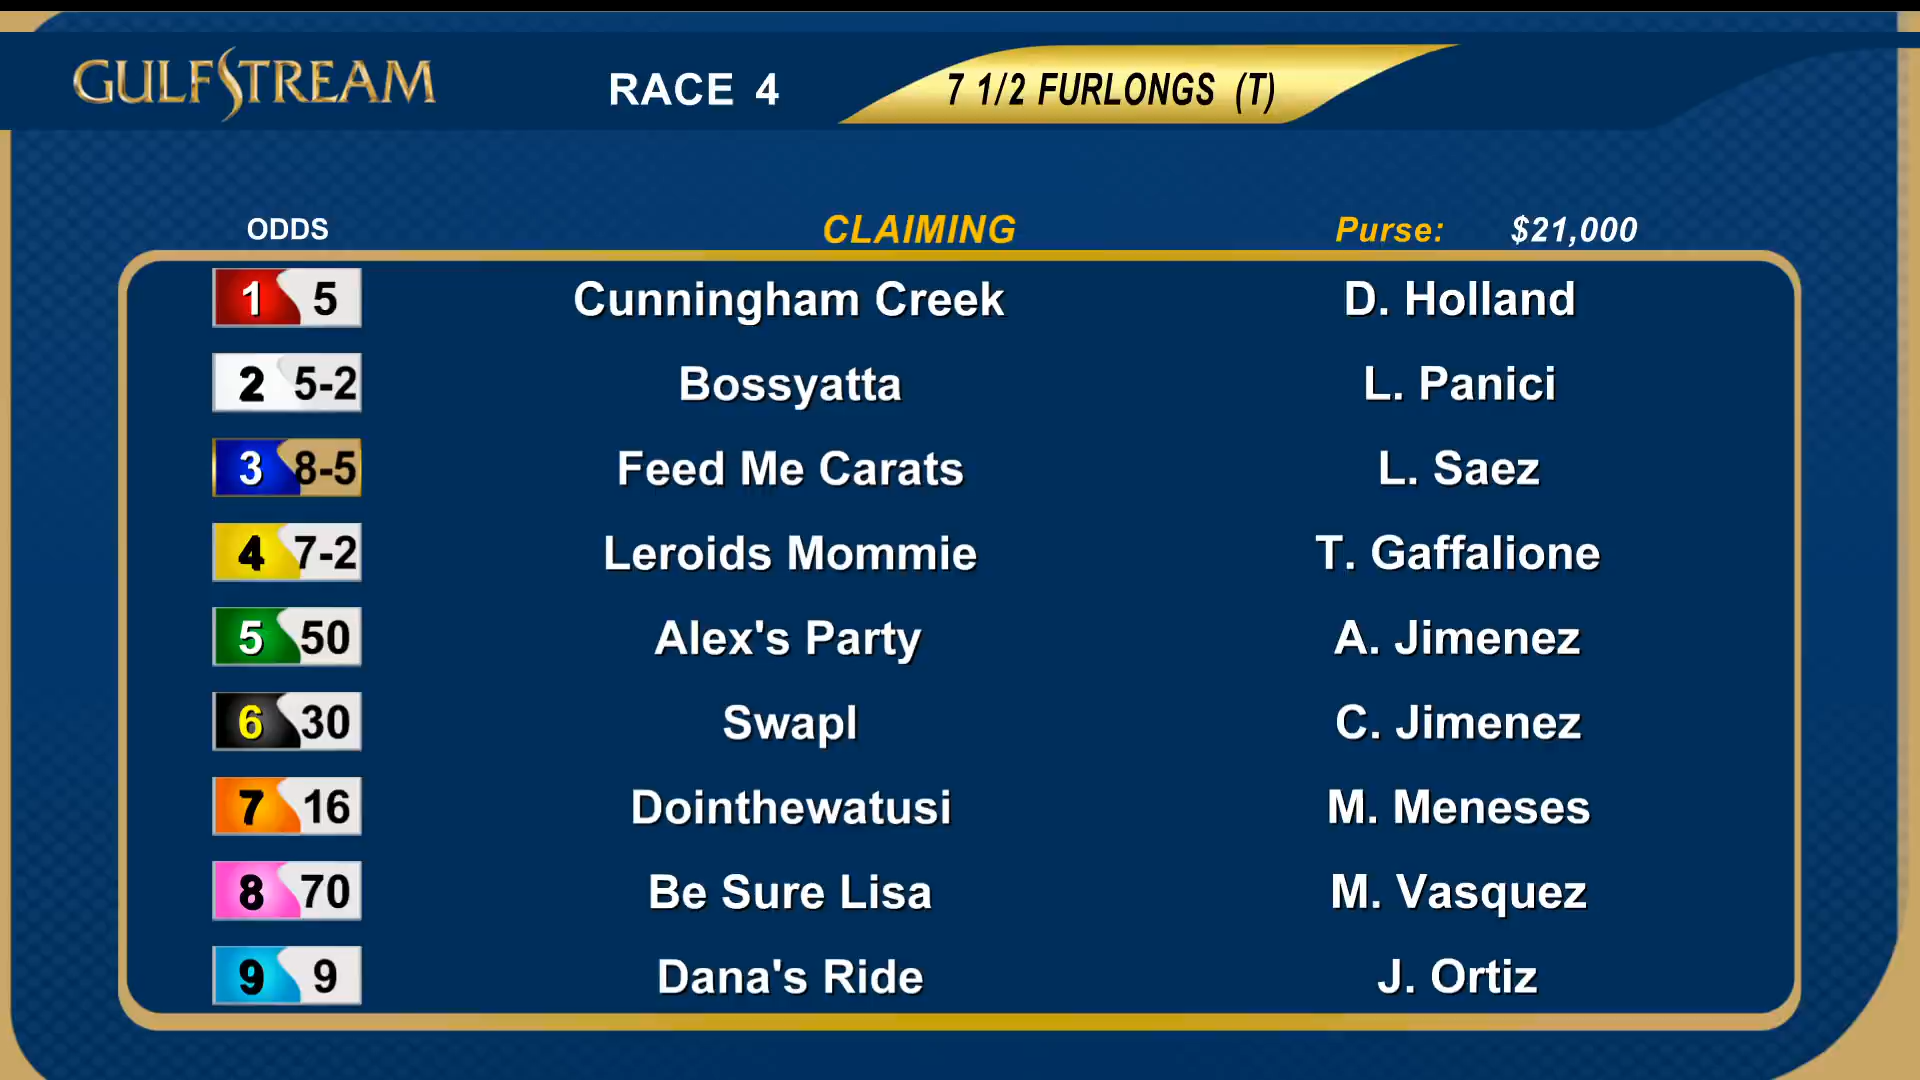 GULFSTREAM RACE 4 7 1/2 FURLONGS (T)
ODDS CLAIMING Purse: $21,000
1 5 Cunningham Creek D. Holland
2 5-2 Bossyatta L. Panici
3 8-5 Feed Me Carats L. Saez
4 7-2 Leroids Mommie T. Gaffalione
5 50 Alex's Party A. Jimenez
6 30 Swapl C. Jimenez
7 16 Dointhewatusi M. Meneses
8 70 Be Sure Lisa M. Vasquez
9 9 Dana's Ride J. Ortiz